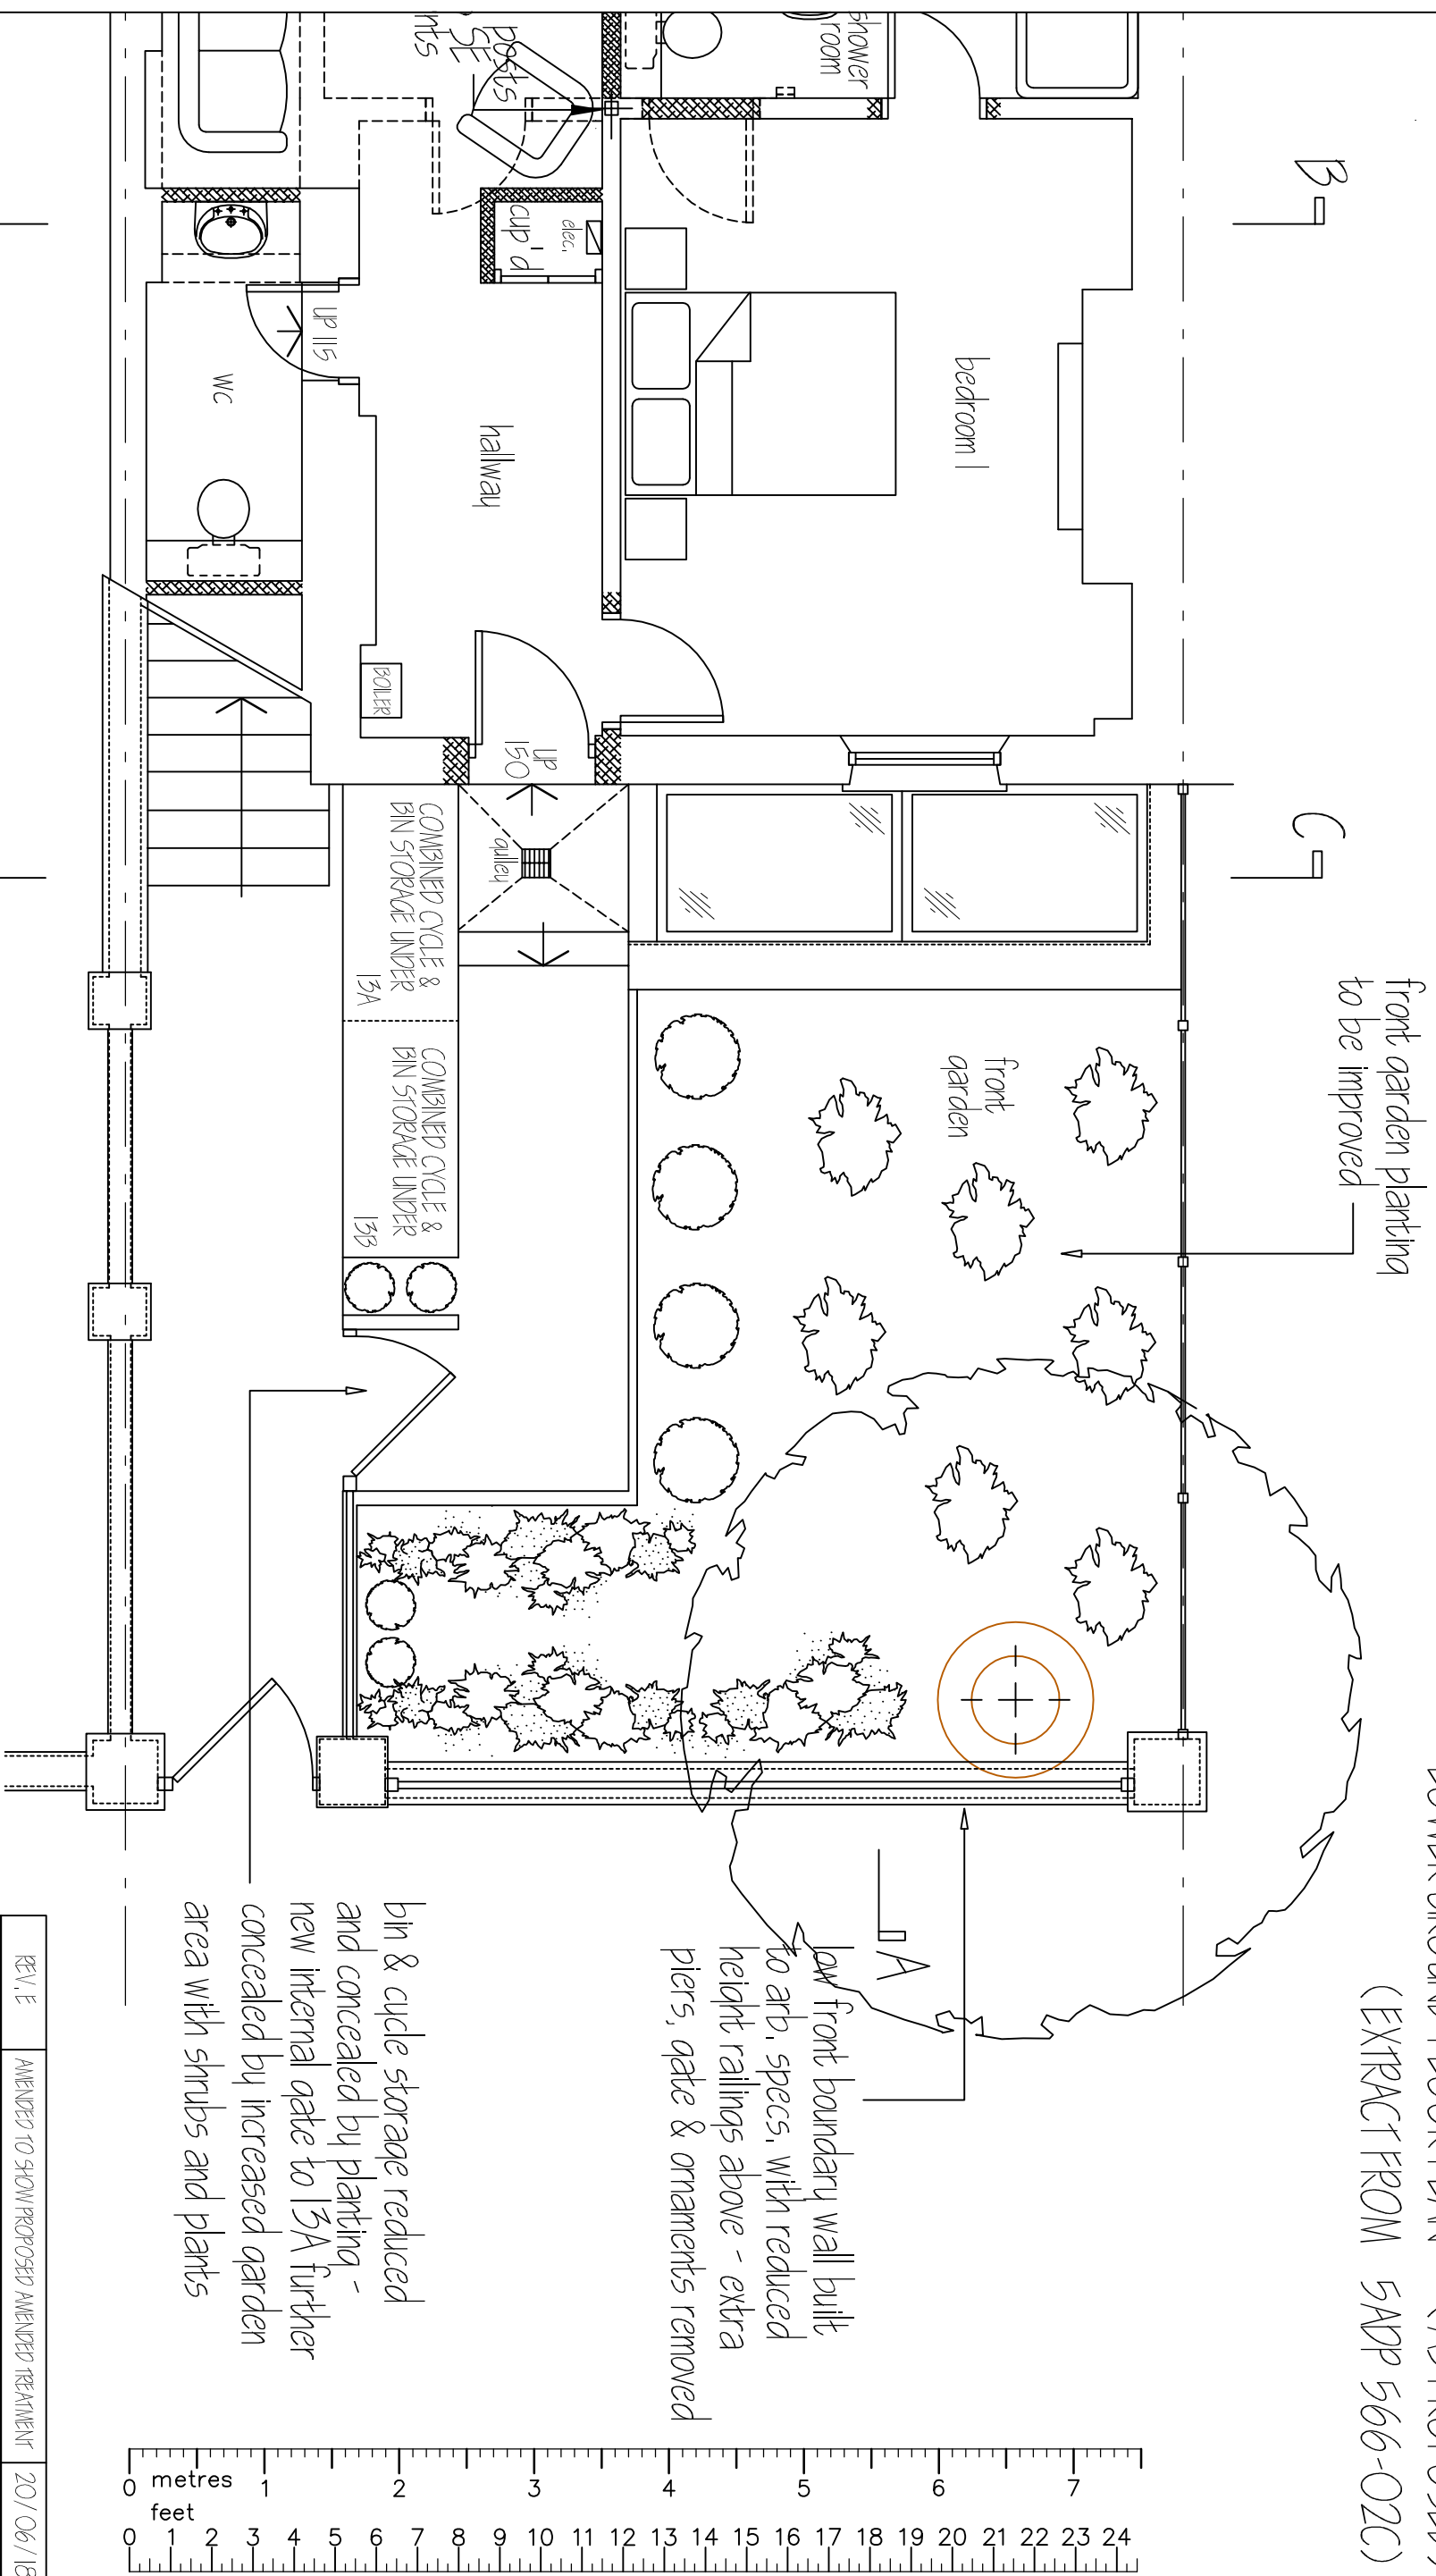 (EXTRACT FROM 5ADP 566-02C)
B
C
front garden planting
to be improved
shower
room
posts
SE
bedroom 1
elec.
cup'd
hallway
UP 115
WC
BOILER
UP
150
gulley
COMBINED CYCLE &
BIN STORAGE UNDER
13A
COMBINED CYCLE &
BIN STORAGE UNDER
13B
front
garden
A
low front boundary wall built
to arb. specs. with reduced
height railings above - extra
piers, gate & ornaments removed
bin & cycle storage reduced
and concealed by planting -
new internal gate to 13A further
concealed by increased garden
area with shrubs and plants
REV. E AMENDED TO SHOW PROPOSED AMENDED TREATMENT 20/06/18
0 metres 1 2 3 4 5 6 7
feet
0 1 2 3 4 5 6 7 8 9 10 11 12 13 14 15 16 17 18 19 20 21 22 23 24